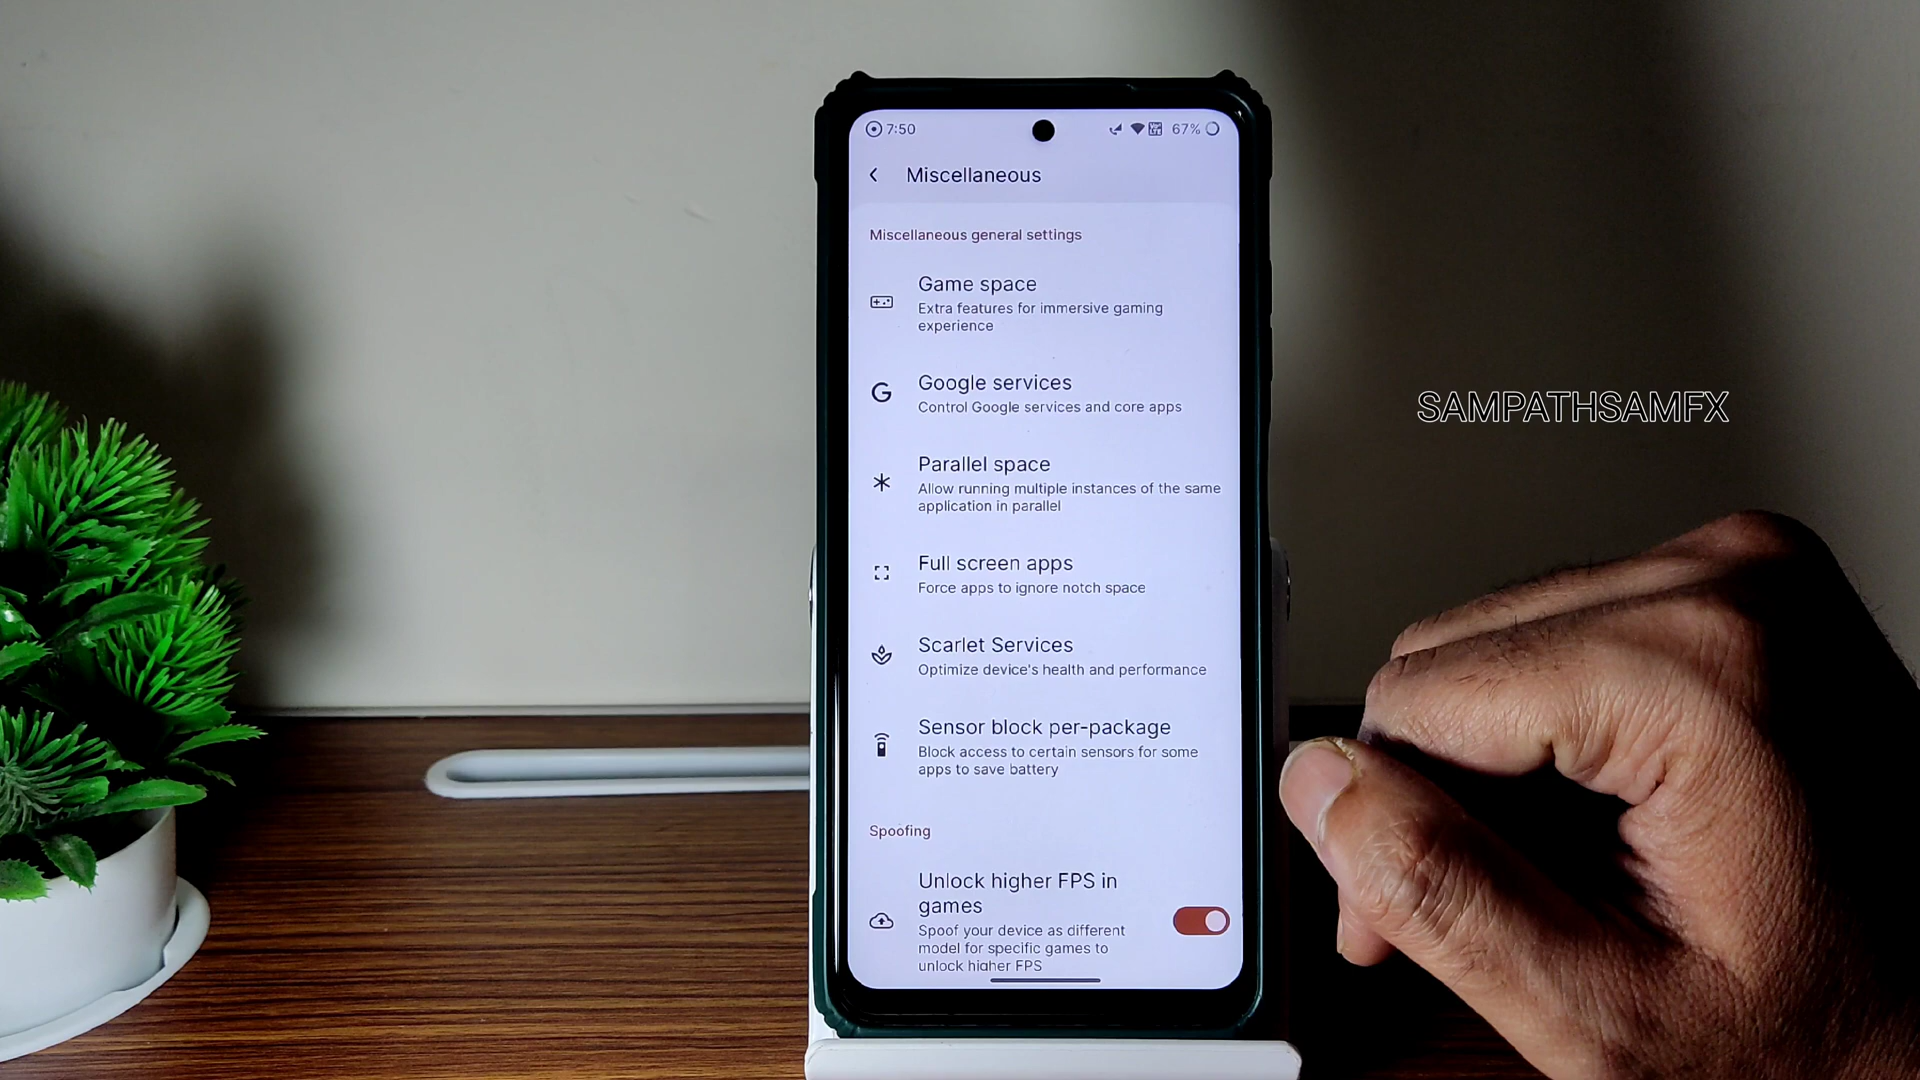 7:50
67%
Miscellaneous
Miscellaneous general settings
Game space
Extra features for immersive gaming
experience
Google services
Control Google services and core apps
Parallel space
Allow running multiple instances of the same
application in parallel
Full screen apps
Force apps to ignore notch space
Scarlet Services
Optimize device's health and performance
Sensor block per-package
Block access to certain sensors for some
apps to save battery
Spoofing
Unlock higher FPS in
games
Spoof your device as different
model for specific games to
unlock higher FPS
SAMPATHSAMFX